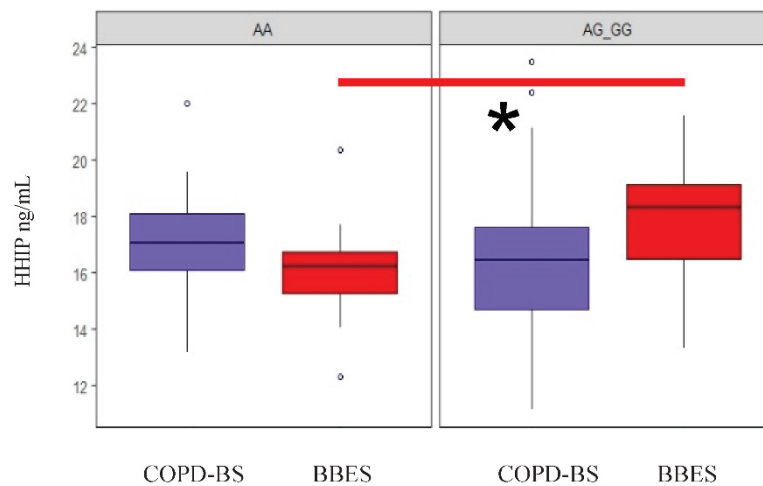 AA
AG_GG
24
22
20
18
16
14
12
HHIP ng/mL
*
COPD-BS
BBES
COPD-BS
BBES